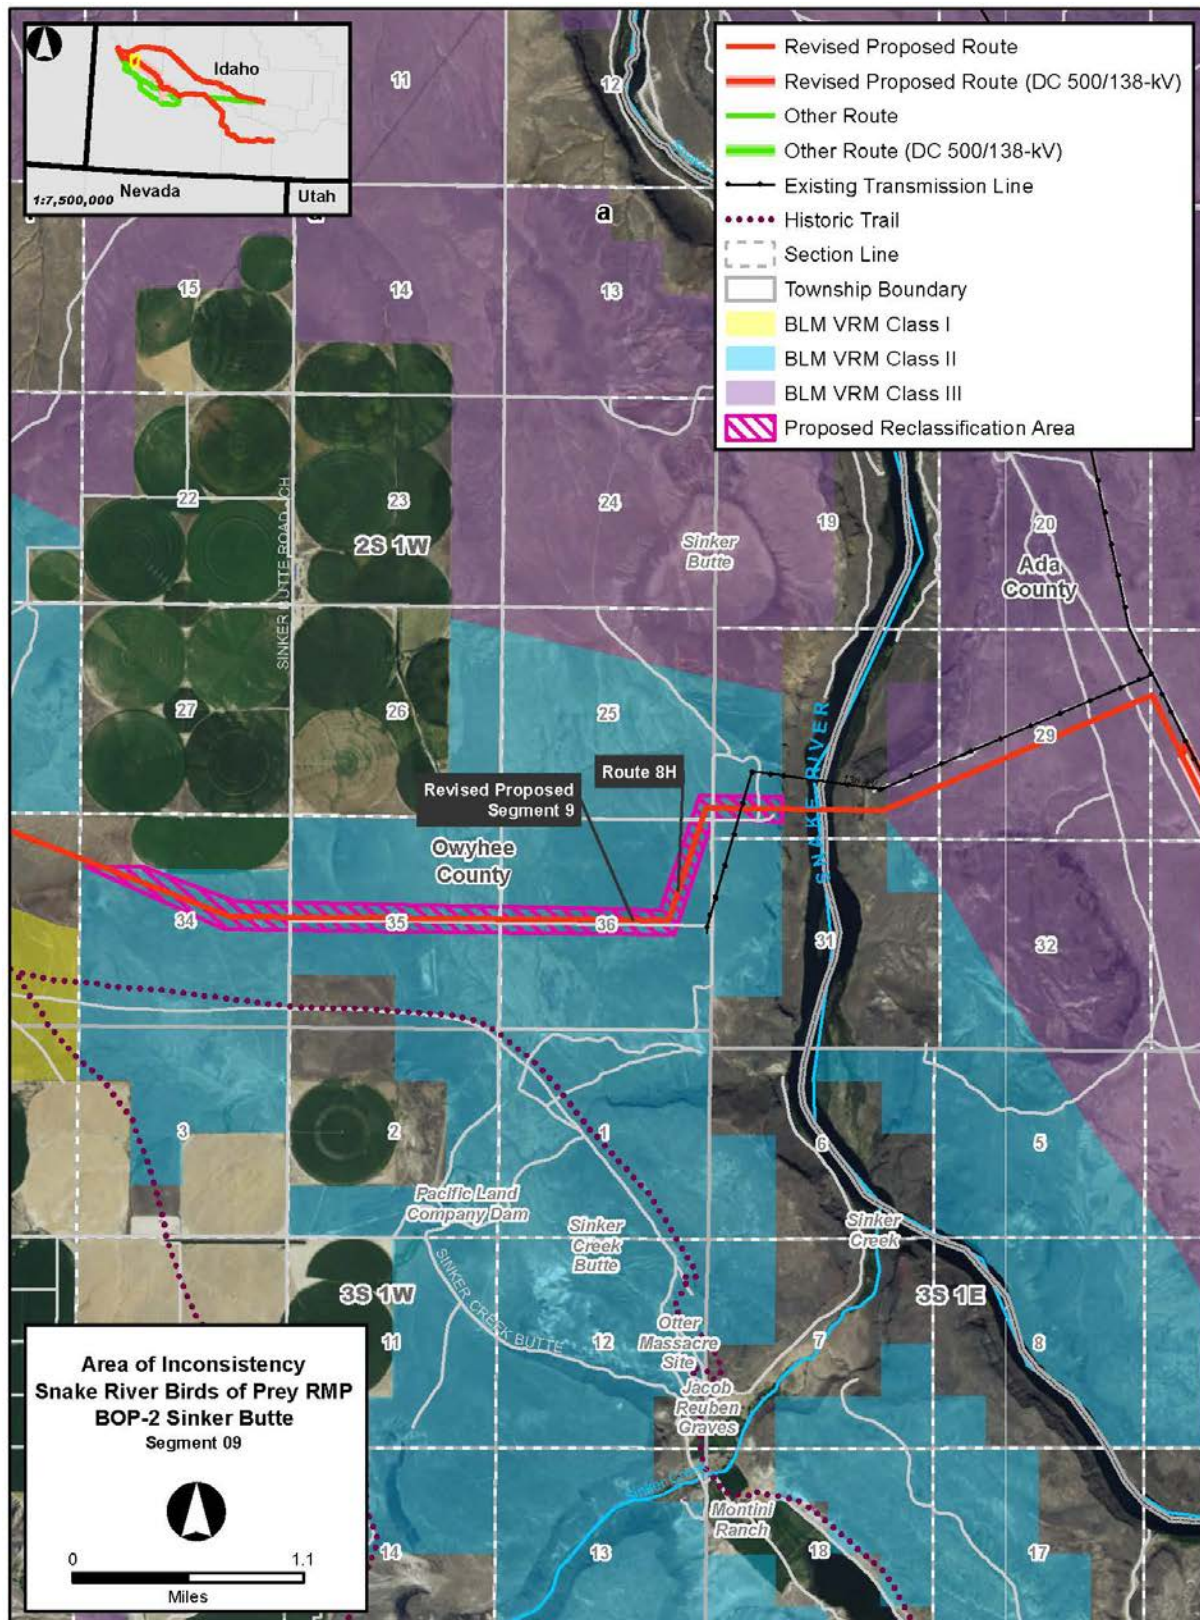 Idaho
Nevada
Utah
1:7,500,000
Revised Proposed Route
Revised Proposed Route (DC 500/138-kV)
Other Route
Other Route (DC 500/138-kV)
Existing Transmission Line
Historic Trail
Section Line
Township Boundary
BLM VRM Class I
BLM VRM Class II
BLM VRM Class III
Proposed Reclassification Area
11
12
a
15
14
13
22
23
24
19
20
2S 1W
SINKER BUTTE ROAD
Sinker
Butte
Ada
County
27
26
25
29
SNAKE RIVER
Route 8H
Revised Proposed
Segment 9
Owyhee
County
34
35
36
31
32
3
2
1
6
5
Pacific Land
Company Dam
Sinker
Creek
Butte
Sinker
Creek
SINKER CREEK BUTTE
3S 1W
3S 1E
11
12
7
8
Otter
Massacre
Site
Jacob
Reuben
Graves
Montini
Ranch
14
13
18
17
Area of Inconsistency
Snake River Birds of Prey RMP
BOP-2 Sinker Butte
Segment 09
0
1.1
Miles